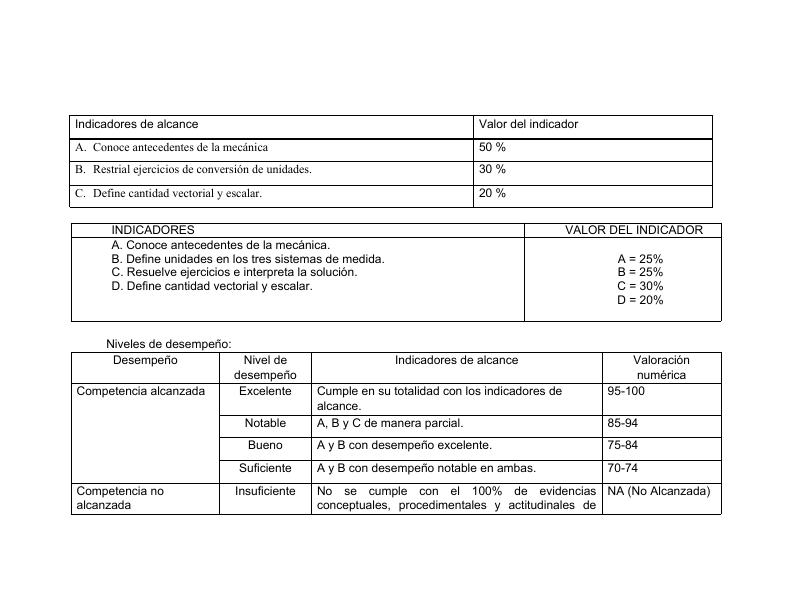 Indicadores de alcance Valor del indicador
A. Conoce antecedentes de la mecánica 50 %
B. Restrial ejercicios de conversión de unidades. 30 %
C. Define cantidad vectorial y escalar. 20 %
INDICADORES VALOR DEL INDICADOR
A. Conoce antecedentes de la mecánica.
B. Define unidades en los tres sistemas de medida. A = 25%
C. Resuelve ejercicios e interpreta la solución. B = 25%
D. Define cantidad vectorial y escalar. C = 30%
D = 20%
Niveles de desempeño:
Desempeño Nivel de desempeño Indicadores de alcance Valoración numérica
Competencia alcanzada Excelente Cumple en su totalidad con los indicadores de 95-100
alcance.
Notable A, B y C de manera parcial. 85-94
Bueno A y B con desempeño excelente. 75-84
Suficiente A y B con desempeño notable en ambas. 70-74
Competencia no alcanzada Insuficiente No se cumple con el 100% de evidencias NA (No Alcanzada)
conceptuales, procedimentales y actitudinales de